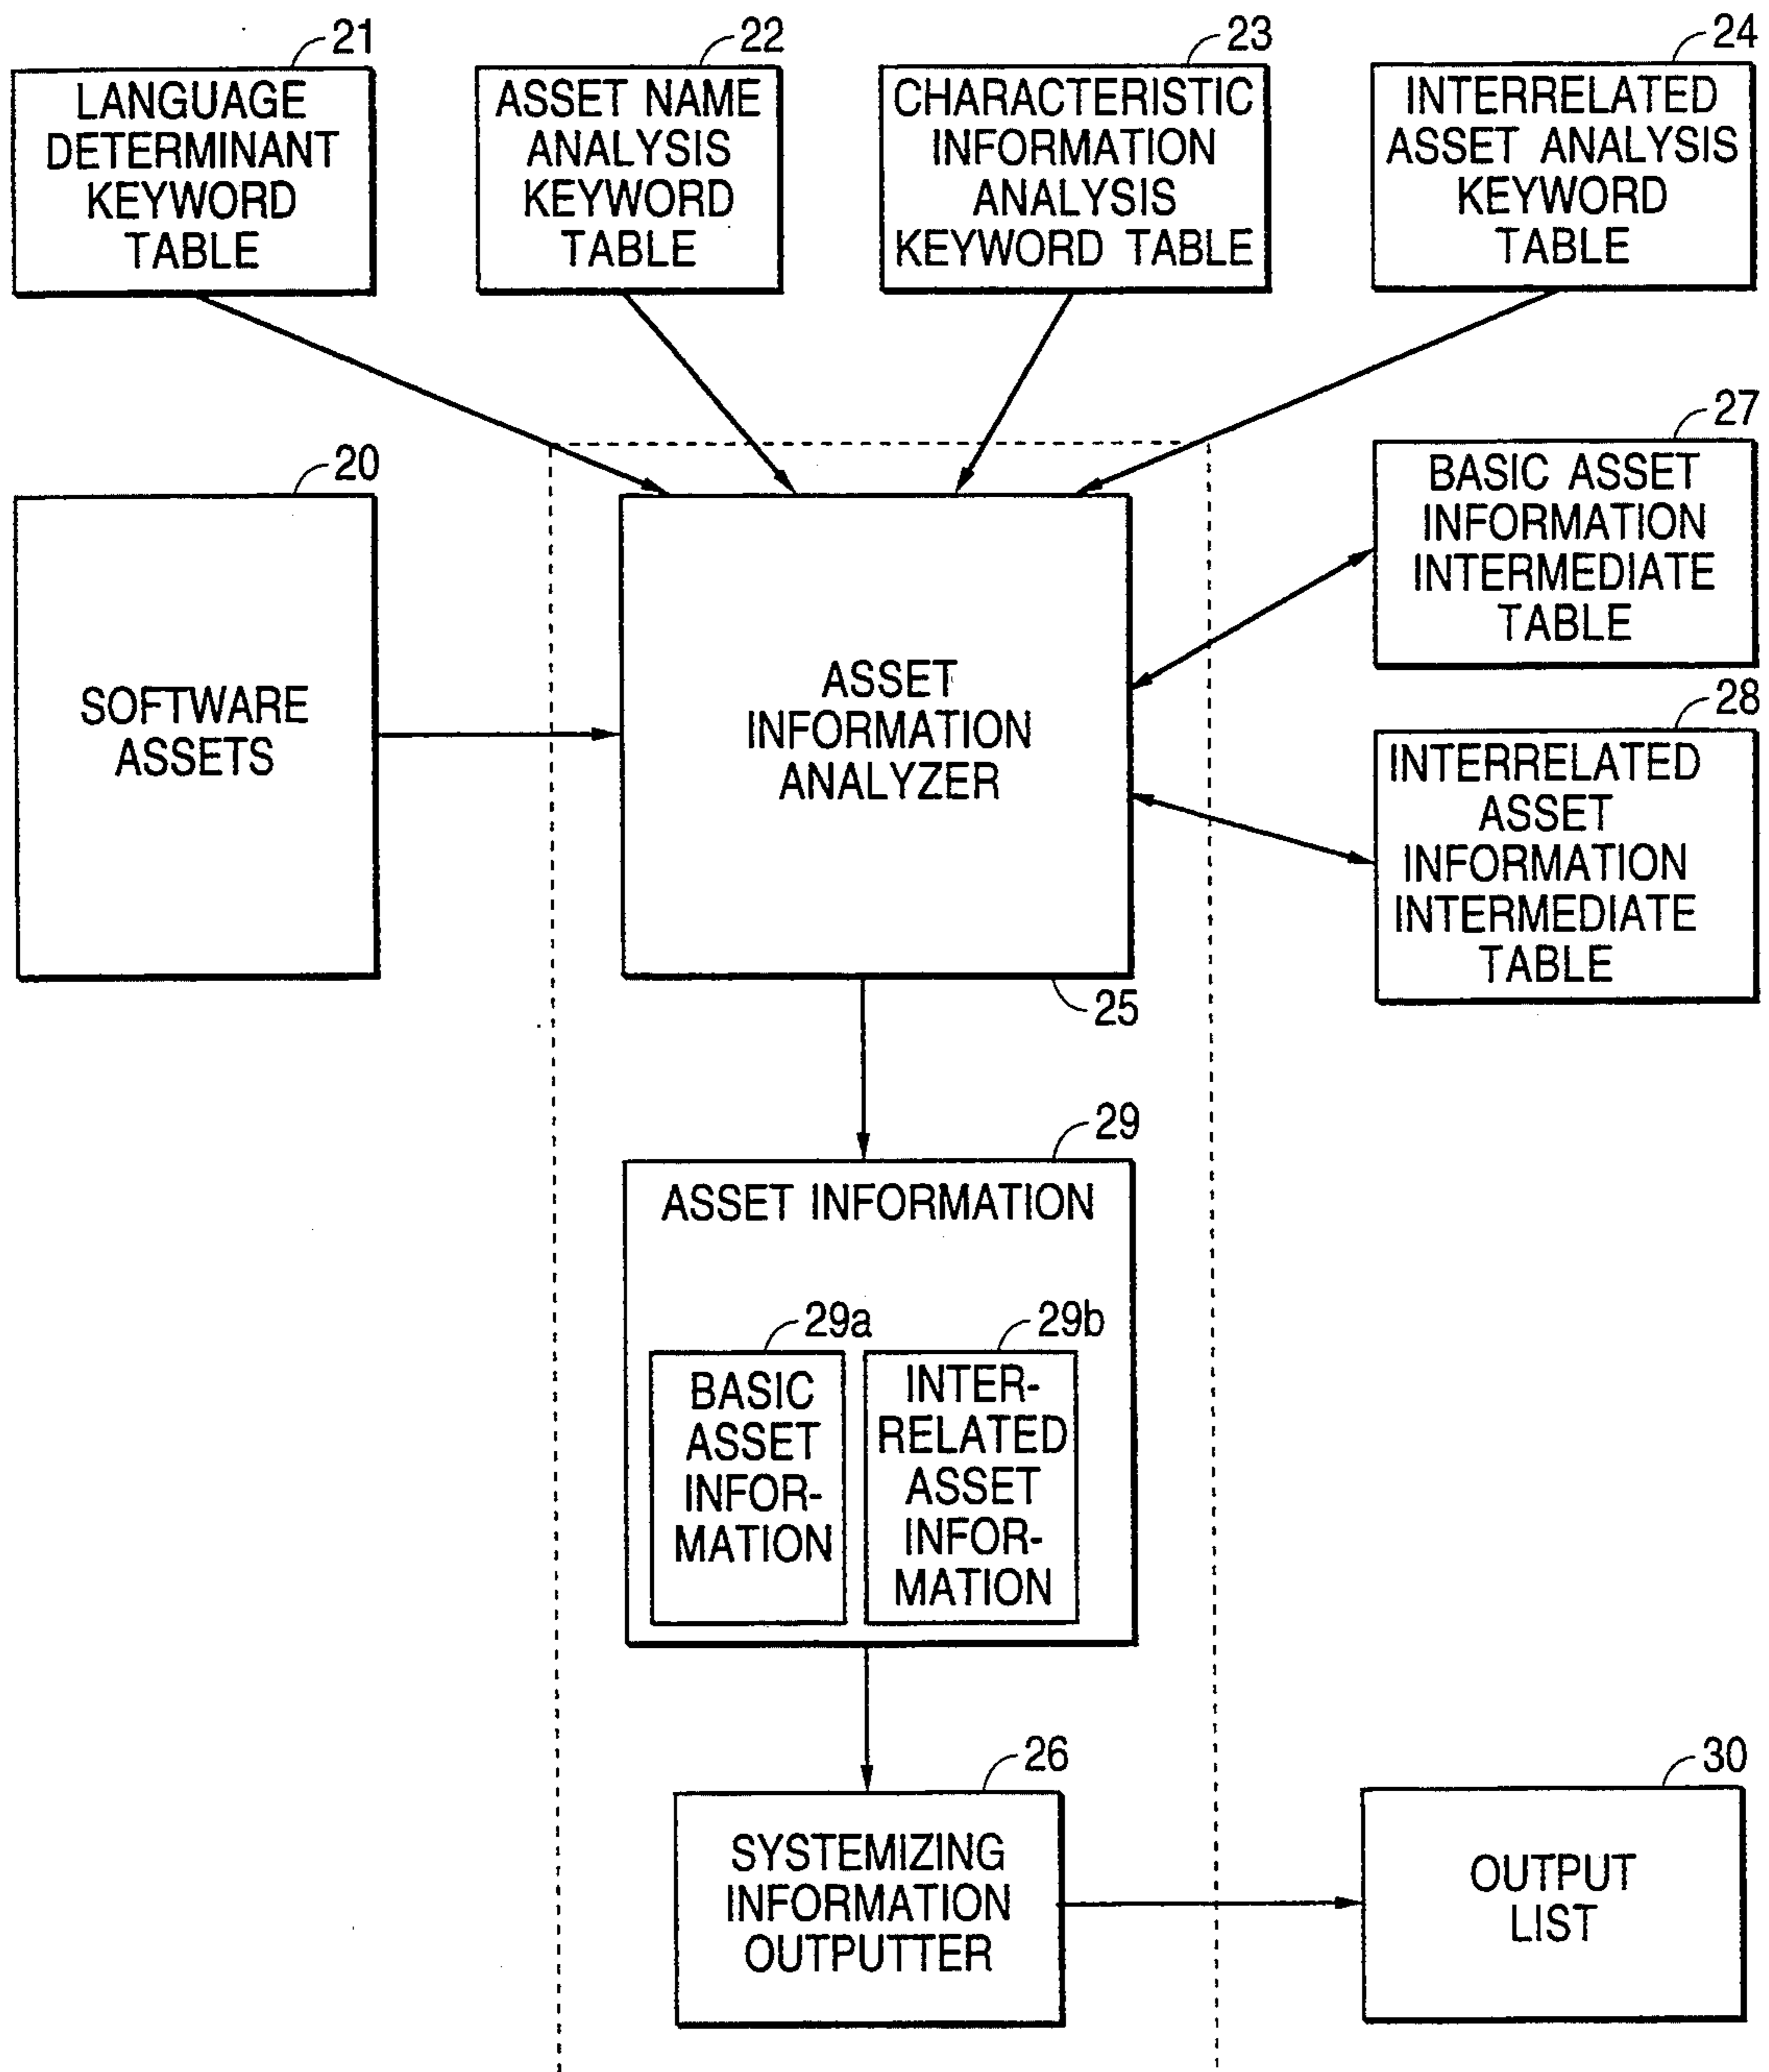 21
LANGUAGE
DETERMINANT
KEYWORD
TABLE
22
ASSET NAME
ANALYSIS
KEYWORD
TABLE
23
CHARACTERISTIC
INFORMATION
ANALYSIS
KEYWORD TABLE
24
INTERRELATED
ASSET ANALYSIS
KEYWORD
TABLE
20
SOFTWARE
ASSETS
ASSET
INFORMATION
ANALYZER
25
27
BASIC ASSET
INFORMATION
INTERMEDIATE
TABLE
28
INTERRELATED
ASSET
INFORMATION
INTERMEDIATE
TABLE
29
ASSET INFORMATION
29a
BASIC
ASSET
INFOR-
MATION
29b
INTER-
RELATED
ASSET
INFOR-
MATION
26
SYSTEMIZING
INFORMATION
OUTPUTTER
30
OUTPUT
LIST